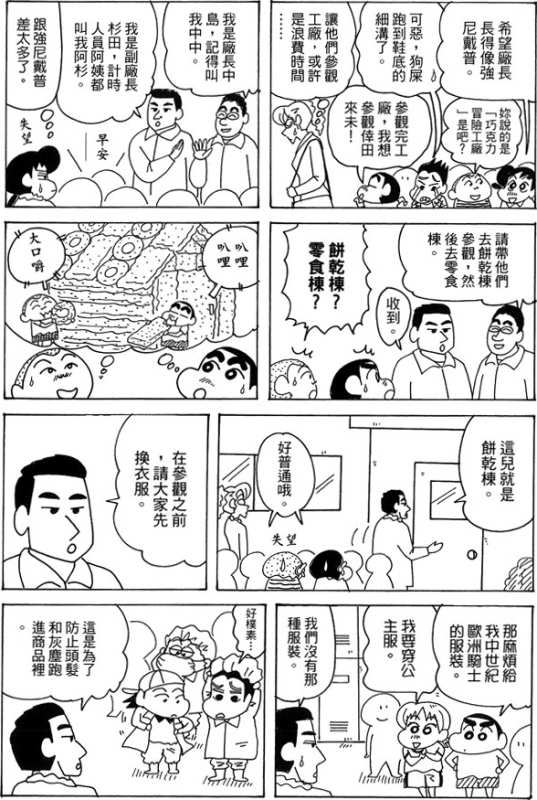 希望廠長
長得像強
尼戴普。
妳說的是
「巧克力
冒險工廠」
是吧？
可惡，狗屎
跑到鞋底的
細溝了…
參觀完工
廠，我想
參觀倖田
來未！
讓他們參觀
工廠，或許
是浪費時間
……
我是廠長中
島，記得叫
我中中。
我是副廠長
杉田，計時
人員阿姨都
叫我阿杉。
早安
跟強尼戴普
差太多了。
失望
請帶他們
去餅乾棟
參觀，然
後去零食
棟。
收到。
餅乾棟？
零食棟？
叭哩
叭哩
大口嚼
這兒就是
餅乾棟。
好普通哦。
失望
在參觀之前
，請大家先
換衣服。
那麻煩給
我中世紀
歐洲騎士
的服裝。
我要穿公
主服。
我們沒有那
種服裝。
好樸素…
這是為了
防止頭髮
和灰塵跑
進商品裡
。